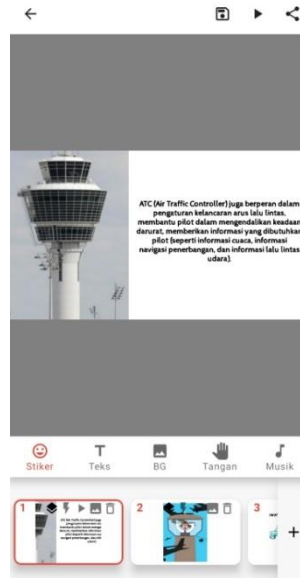 ATC (Air Traffic Controller) juga berperan dalam
pengaturan kelancaran arus lalu lintas,
membantu pilot dalam mengendalikan keadaan
darurat, memberikan informasi yang dibutuhkan
pilot (seperti informasi cuaca, informasi
navigasi penerbangan, dan informasi lalu lintas
udara).
Stiker Teks BG Tangan Musik
1 2 3